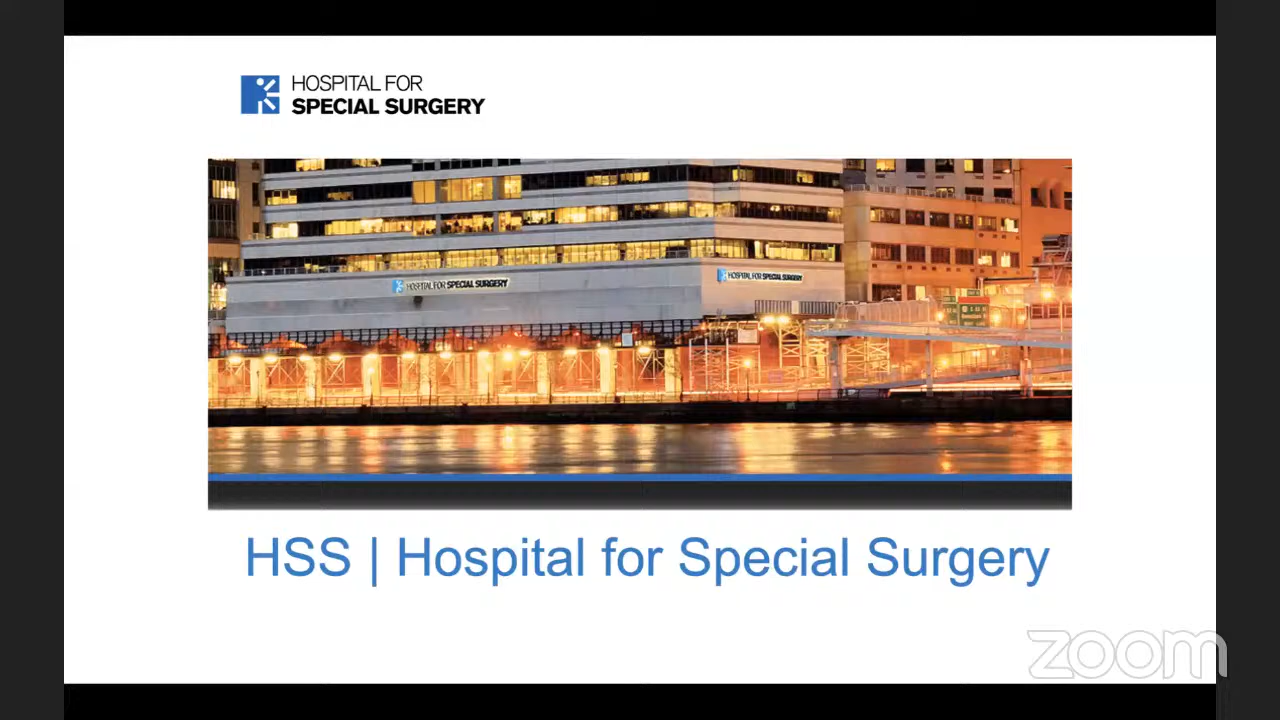 HOSPITAL FOR
SPECIAL SURGERY
HOSPITAL FOR SPECIAL SURGERY
HOSPITAL FOR SPECIAL SURGERY
HSS | Hospital for Special Surgery
zoom